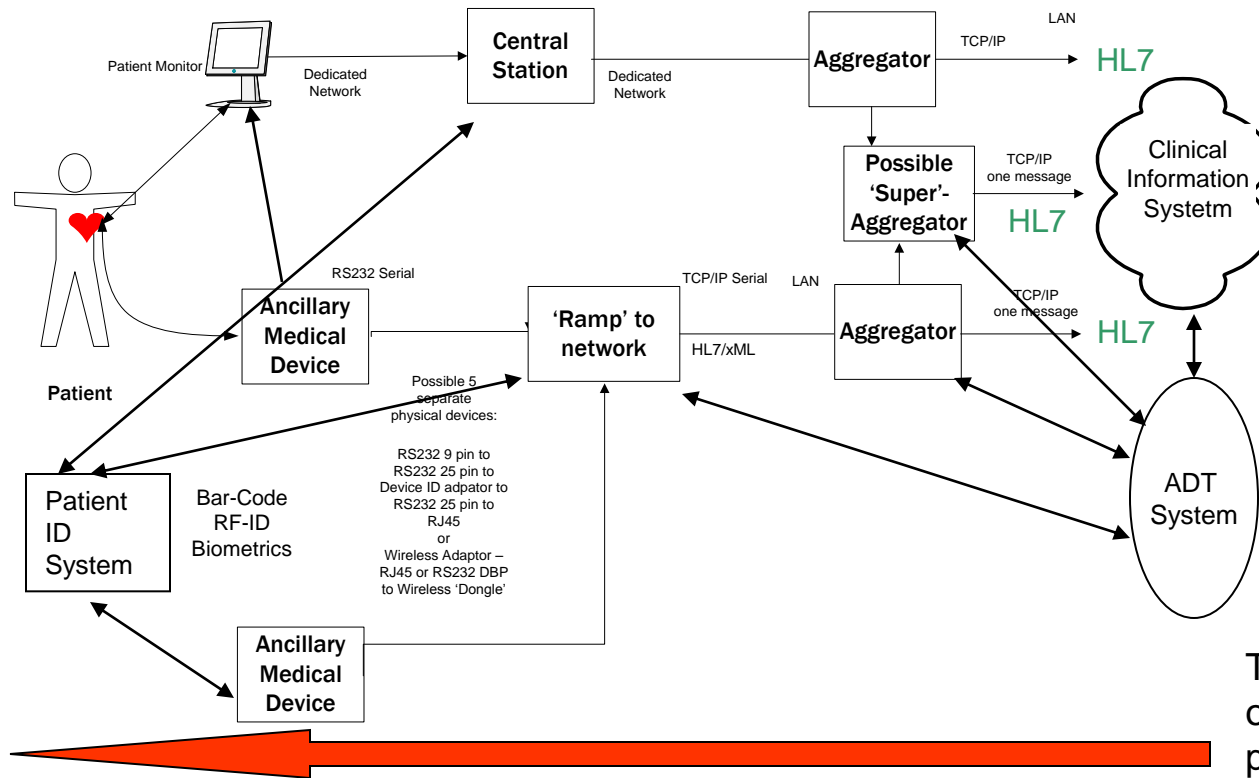 Patient Monitor
Dedicated
Network
Central
Station
Dedicated
Network
Aggregator
TCP/IP
LAN
HL7
Possible
'Super'-
Aggregator
TCP/IP
one message
HL7
Clinical
Information
Systetm
RS232 Serial
Ancillary
Medical
Device
'Ramp' to
network
TCP/IP Serial
LAN
HL7/xML
Aggregator
TCP/IP
one message
HL7
Patient
Possible 5
separate
physical devices:
RS232 9 pin to
RS232 25 pin to
Device ID adpator to
RS232 25 pin to
RJ45
or
Wireless Adaptor –
RJ45 or RS232 DBP
to Wireless 'Dongle'
Patient
ID
System
Bar-Code
RF-ID
Biometrics
ADT
System
Ancillary
Medical
Device